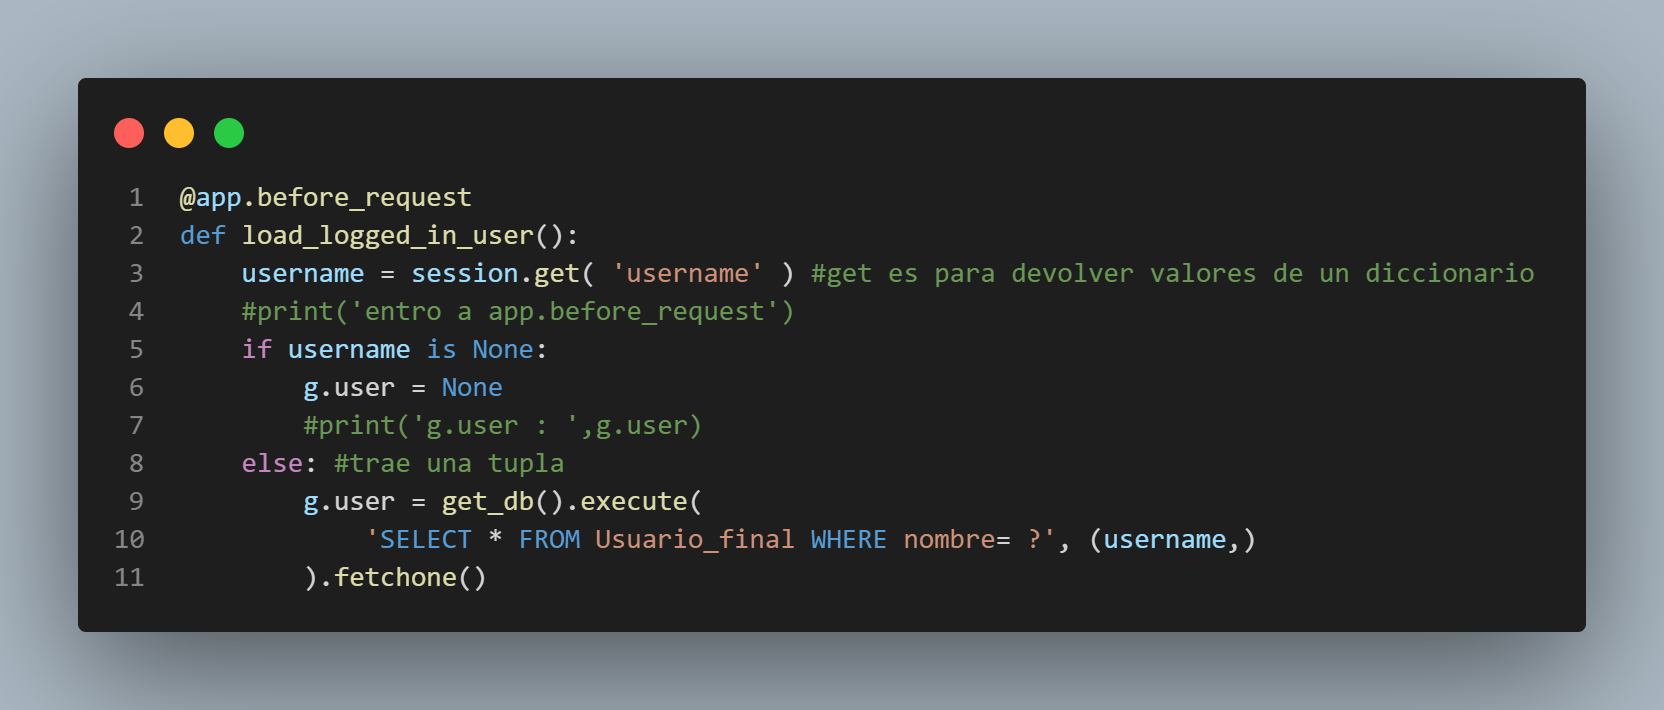 1 @app.before_request
2 def load_logged_in_user():
3     username = session.get( 'username' ) #get es para devolver valores de un diccionario
4     #print('entro a app.before_request')
5     if username is None:
6         g.user = None
7         #print('g.user : ',g.user)
8     else: #trae una tupla
9         g.user = get_db().execute(
10             'SELECT * FROM Usuario_final WHERE nombre= ?', (username,)
11         ).fetchone()